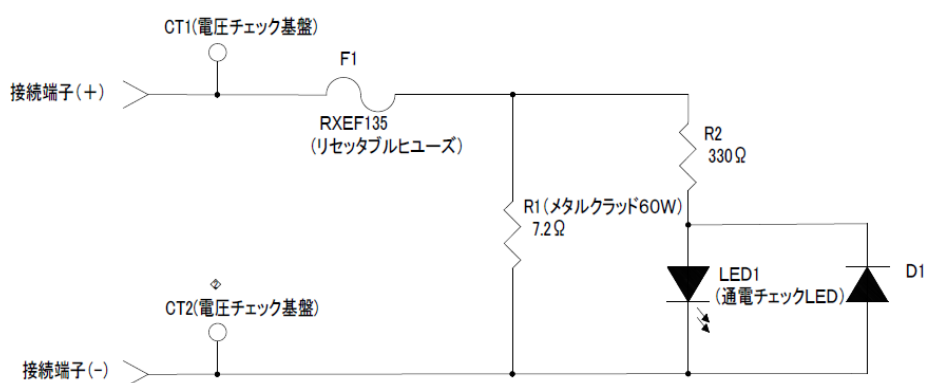 CT1(電圧チェック基盤)
F1
接続端子(+)
RXEF135
(リセッタブルヒューズ)
R2
330Ω
R1(メタルクラッド60W)
7.2Ω
LED1
(通電チェックLED)
D1
CT2(電圧チェック基盤)
接続端子(-)